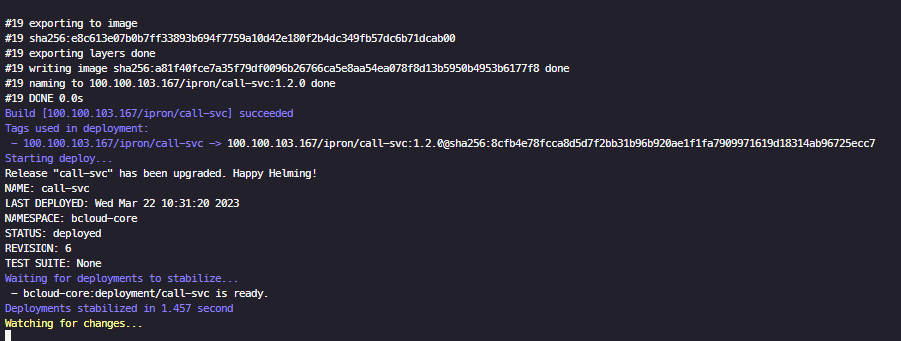 #19 exporting to image
#19 sha256:e8c613e07b0b7ff33893b694f7759a10d42e180f2b4dc349fb57dc6b71dcab00
#19 exporting layers done
#19 writing image sha256:a81f40fce7a35f79df0096b26766ca5e8aa54ea078f8d13b5950b4953b6177f8 done
#19 naming to 100.100.103.167/ipron/call-svc:1.2.0 done
#19 DONE 0.0s
Build [100.100.103.167/ipron/call-svc] succeeded
Tags used in deployment:
 - 100.100.103.167/ipron/call-svc -> 100.100.103.167/ipron/call-svc:1.2.0@sha256:8cfb4e78fcca8d5d7f2bb31b96b920ae1f1fa7909971619d18314ab96725ecc7
Starting deploy...
Release "call-svc" has been upgraded. Happy Helming!
NAME: call-svc
LAST DEPLOYED: Wed Mar 22 10:31:20 2023
NAMESPACE: bcloud-core
STATUS: deployed
REVISION: 6
TEST SUITE: None
Waiting for deployments to stabilize...
 - bcloud-core:deployment/call-svc is ready.
Deployments stabilized in 1.457 second
Watching for changes...